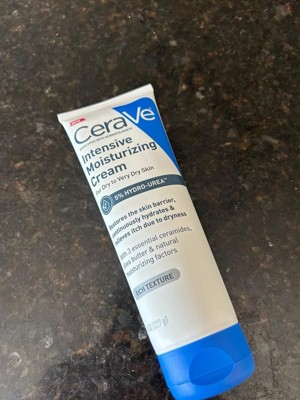 CeraVe
Intensive
Moisturizing
Cream
For Dry to Very Dry Skin
5% HYDRO-UREA™
Restores the skin barrier,
continuously hydrates &
relieves itch due to dryness
With 3 essential ceramides,
shea butter & natural
moisturizing factors
RICH TEXTURE